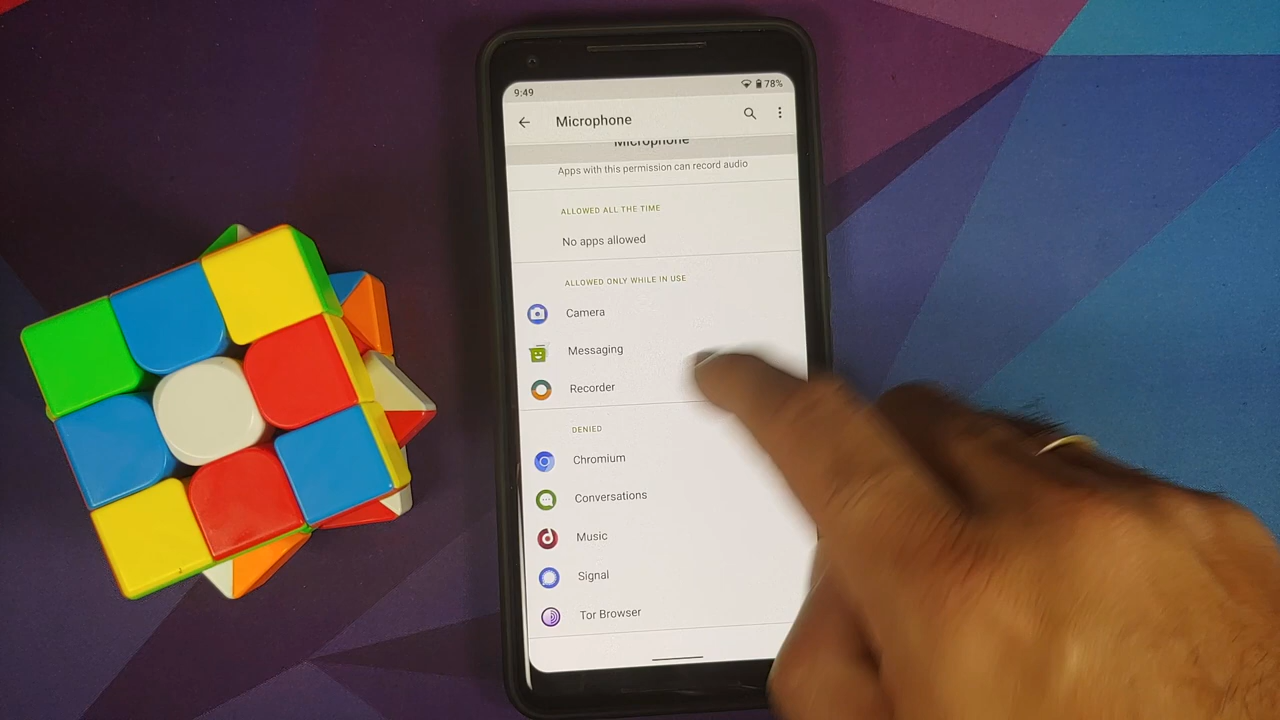 9:49
78%
Microphone
Microphone
Apps with this permission can record audio
ALLOWED ALL THE TIME
No apps allowed
ALLOWED ONLY WHILE IN USE
Camera
Messaging
Recorder
DENIED
Chromium
Conversations
Music
Signal
Tor Browser